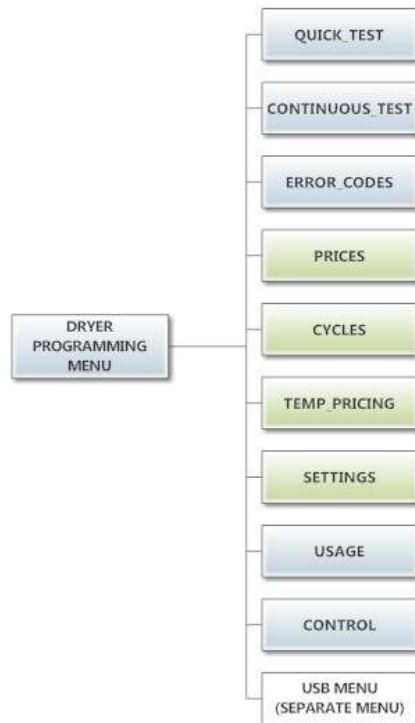 QUICK_TEST
CONTINUOUS_TEST
ERROR_CODES
PRICES
DRYER
PROGRAMMING
MENU
CYCLES
TEMP_PRICING
SETTINGS
USAGE
CONTROL
USB MENU
(SEPARATE MENU)